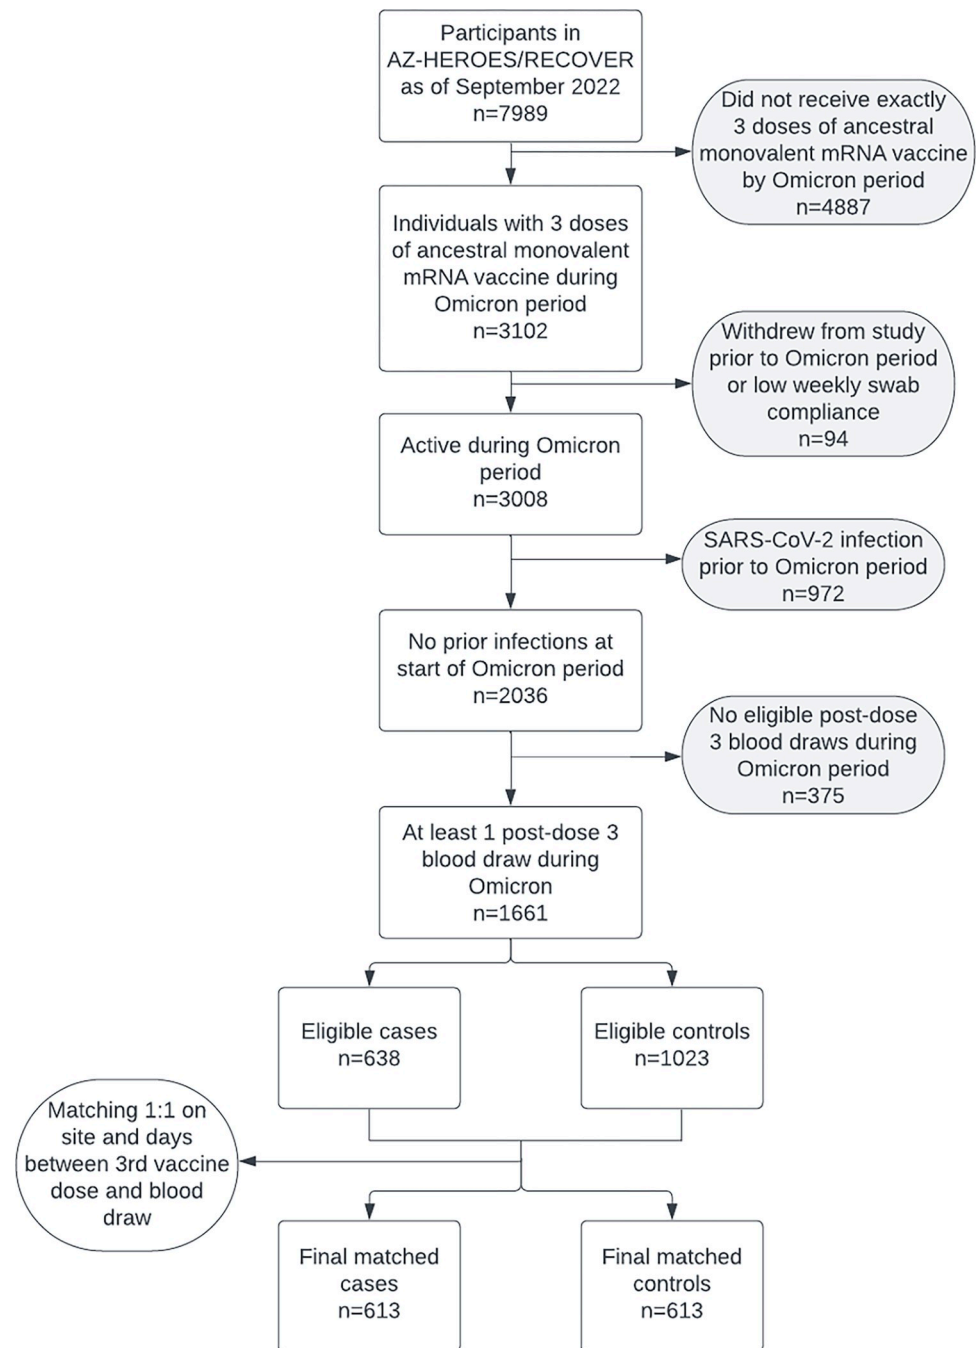 Participants in
AZ-HEROES/RECOVER
as of September 2022
n=7989
Did not receive exactly
3 doses of ancestral
monovalent mRNA vaccine
by Omicron period
n=4887
Individuals with 3 doses
of ancestral monovalent
mRNA vaccine during
Omicron period
n=3102
Withdrew from study
prior to Omicron period
or low weekly swab
compliance
n=94
Active during Omicron
period
n=3008
SARS-CoV-2 infection
prior to Omicron period
n=972
No prior infections at
start of Omicron period
n=2036
No eligible post-dose
3 blood draws during
Omicron period
n=375
At least 1 post-dose 3
blood draw during
Omicron
n=1661
Eligible cases
n=638
Eligible controls
n=1023
Matching 1:1 on
site and days
between 3rd vaccine
dose and blood
draw
Final matched
cases
n=613
Final matched
controls
n=613